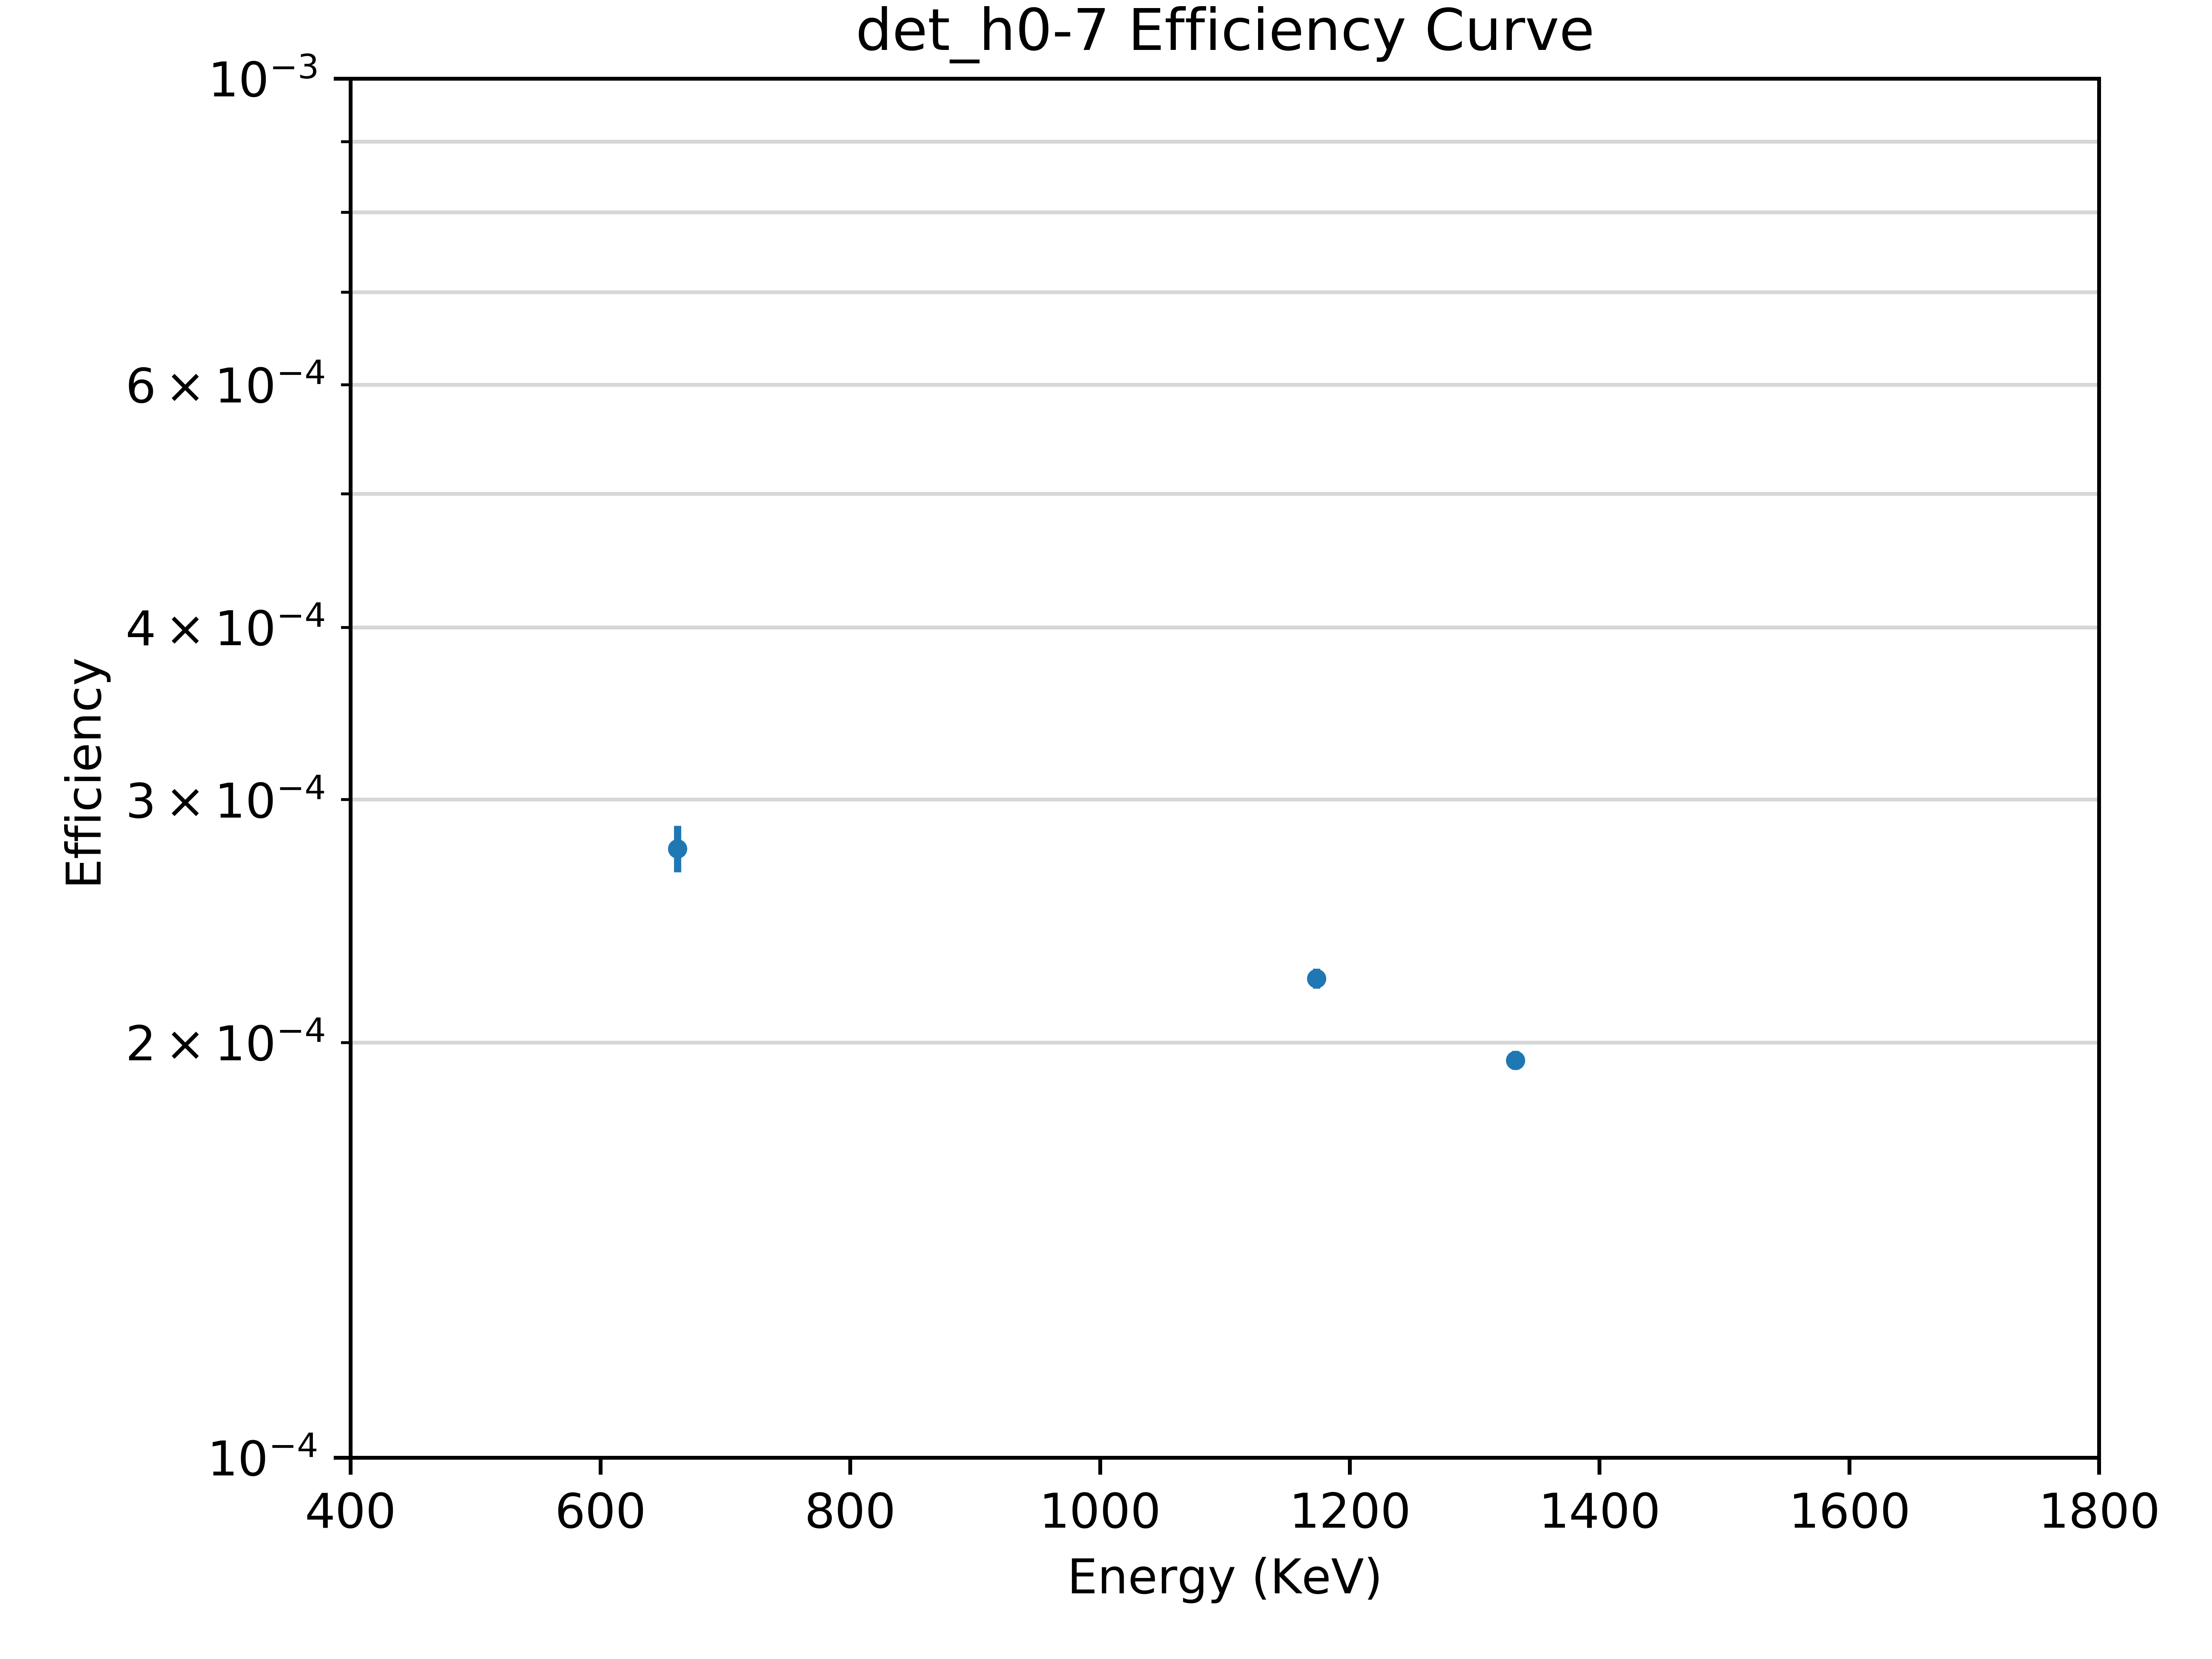 det_h0-7 Efficiency Curve
10⁻³
6 × 10⁻⁴
4 × 10⁻⁴
3 × 10⁻⁴
2 × 10⁻⁴
10⁻⁴
Efficiency
400 600 800 1000 1200 1400 1600 1800
Energy (KeV)